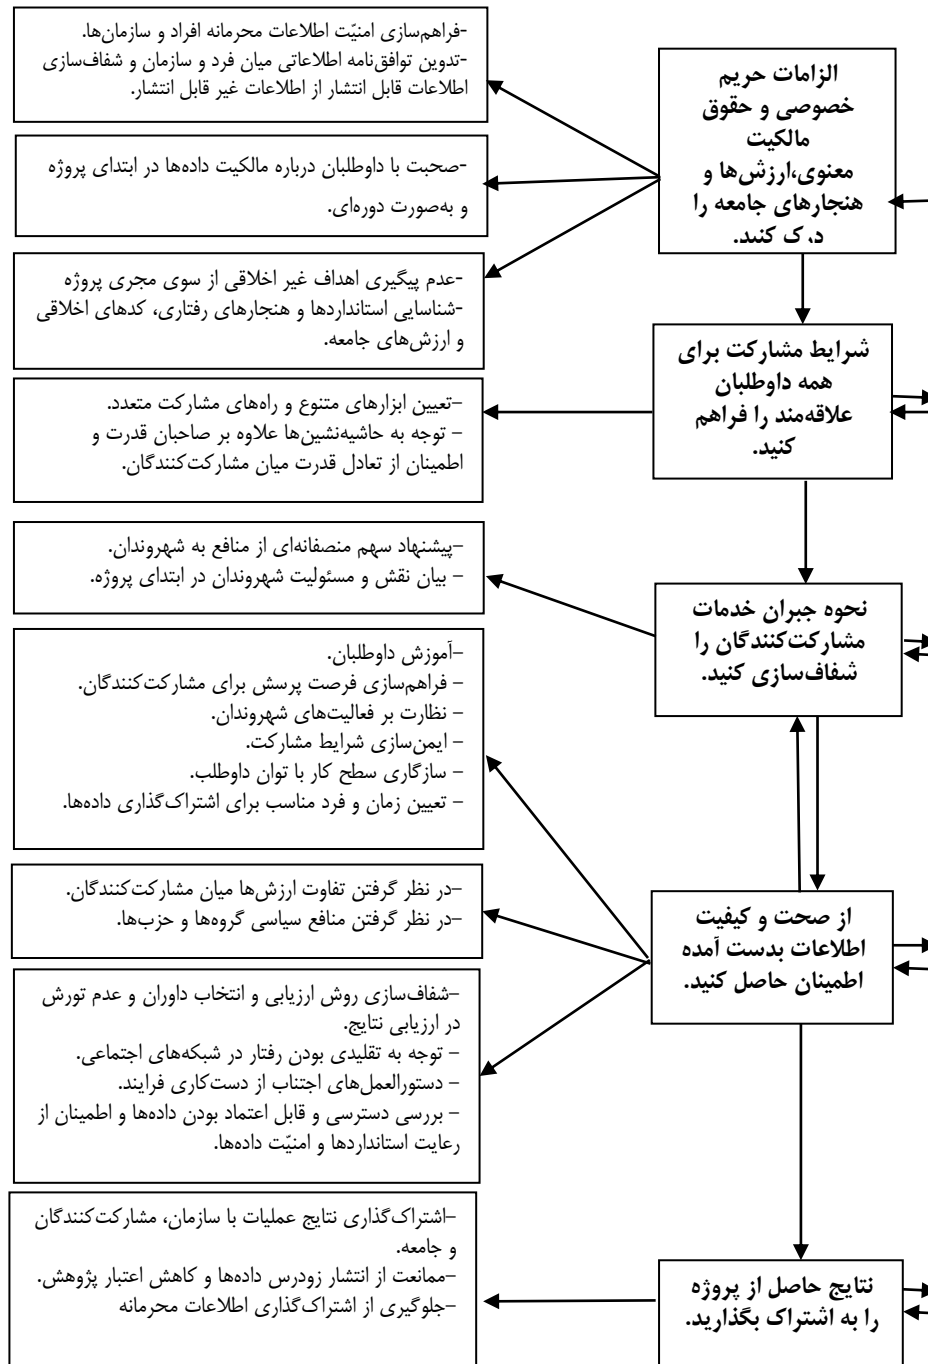 الزامات حریم
خصوصی و حقوق
مالکیت
معنوی،ارزش‌ها و
هنجارهای جامعه را
درک کنید.
-فراهم‌سازی امنیّت اطلاعات محرمانه افراد و سازمان‌ها.
-تدوین توافق‌نامه اطلاعاتی میان فرد و سازمان و شفاف‌سازی
اطلاعات قابل انتشار از اطلاعات غیر قابل انتشار.
-صحبت با داوطلبان درباره مالکیت داده‌ها در ابتدای پروژه
و به‌صورت دوره‌ای.
-عدم پیگیری اهداف غیر اخلاقی از سوی مجری پروژه
-شناسایی استانداردها و هنجارهای رفتاری، کدهای اخلاقی
و ارزش‌های جامعه.
شرایط مشارکت برای
همه داوطلبان
علاقه‌مند را فراهم
کنید.
-تعیین ابزارهای متنوع و راه‌های مشارکت متعدد.
- توجه به حاشیه‌نشین‌ها علاوه بر صاحبان قدرت و
اطمینان از تعادل قدرت میان مشارکت‌کنندگان.
نحوه جبران خدمات
مشارکت‌کنندگان را
شفاف‌سازی کنید.
-پیشنهاد سهم منصفانه‌ای از منافع به شهروندان.
- بیان نقش و مسئولیت شهروندان در ابتدای پروژه.
از صحت و کیفیت
اطلاعات بدست آمده
اطمینان حاصل کنید.
-آموزش داوطلبان.
- فراهم‌سازی فرصت پرسش برای مشارکت‌کنندگان.
- نظارت بر فعالیت‌های شهروندان.
- ایمن‌سازی شرایط مشارکت.
- سازگاری سطح کار با توان داوطلب.
- تعیین زمان و فرد مناسب برای اشتراک‌گذاری داده‌ها.
-در نظر گرفتن تفاوت ارزش‌ها میان مشارکت‌کنندگان.
-در نظر گرفتن منافع سیاسی گروه‌ها و حزب‌ها.
-شفاف‌سازی روش ارزیابی و انتخاب داوران و عدم تورش
در ارزیابی نتایج.
- توجه به تقلیدی بودن رفتار در شبکه‌های اجتماعی.
- دستورالعمل‌های اجتناب از دست‌کاری فرایند.
- بررسی دسترسی و قابل اعتماد بودن داده‌ها و اطمینان از
رعایت استانداردها و امنیّت داده‌ها.
نتایج حاصل از پروژه
را به اشتراک بگذارید.
-اشتراک‌گذاری نتایج عملیات با سازمان، مشارکت‌کنندگان
و جامعه.
-ممانعت از انتشار زودرس داده‌ها و کاهش اعتبار پژوهش.
-جلوگیری از اشتراک‌گذاری اطلاعات محرمانه